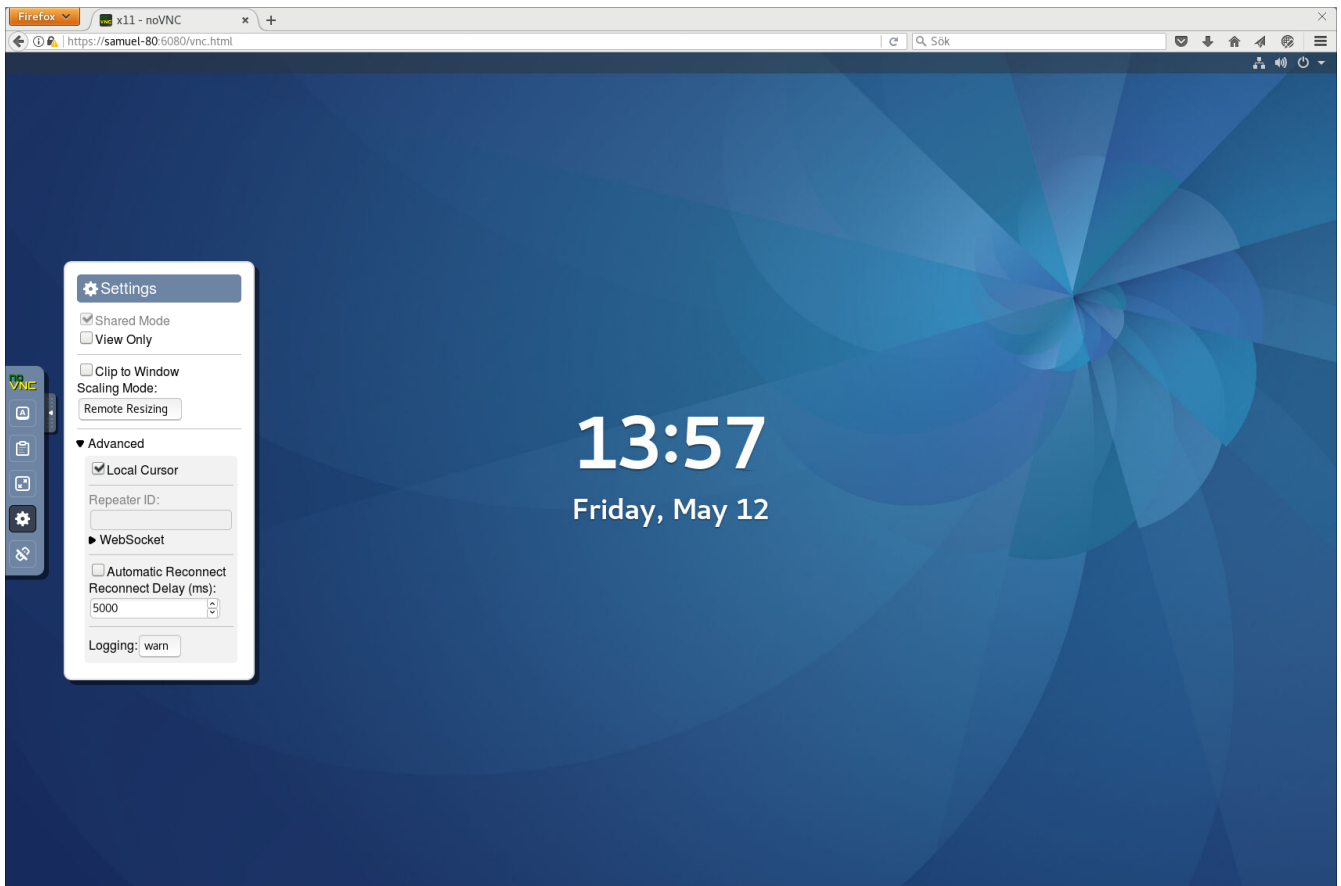 Firefox
x11 - noVNC
https://samuel-80:6080/vnc.html
Sök
Settings
Shared Mode
View Only
Clip to Window
Scaling Mode:
Remote Resizing
no
VNC
A
Advanced
Local Cursor
Repeater ID:
WebSocket
Automatic Reconnect
Reconnect Delay (ms):
5000
Logging: warn
13:57
Friday, May 12